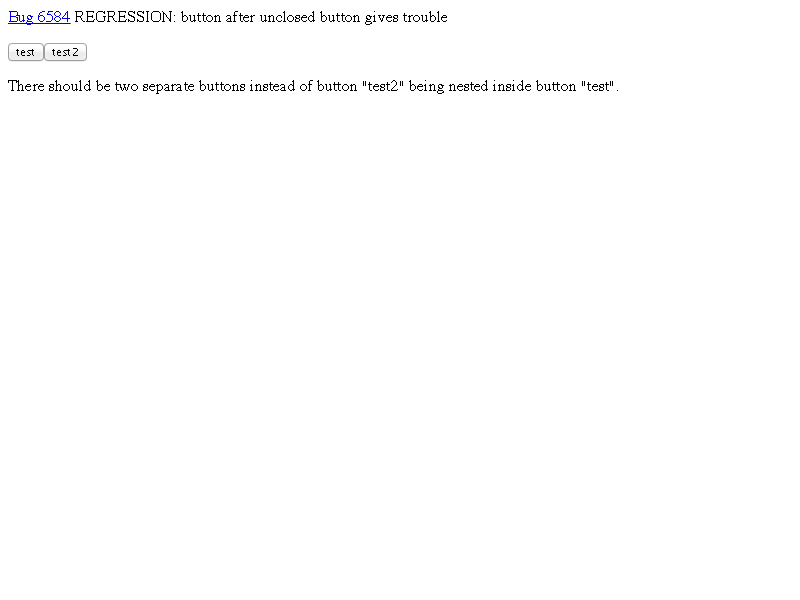 Bug 6584 REGRESSION: button after unclosed button gives trouble
test test2
There should be two separate buttons instead of button "test2" being nested inside button "test".